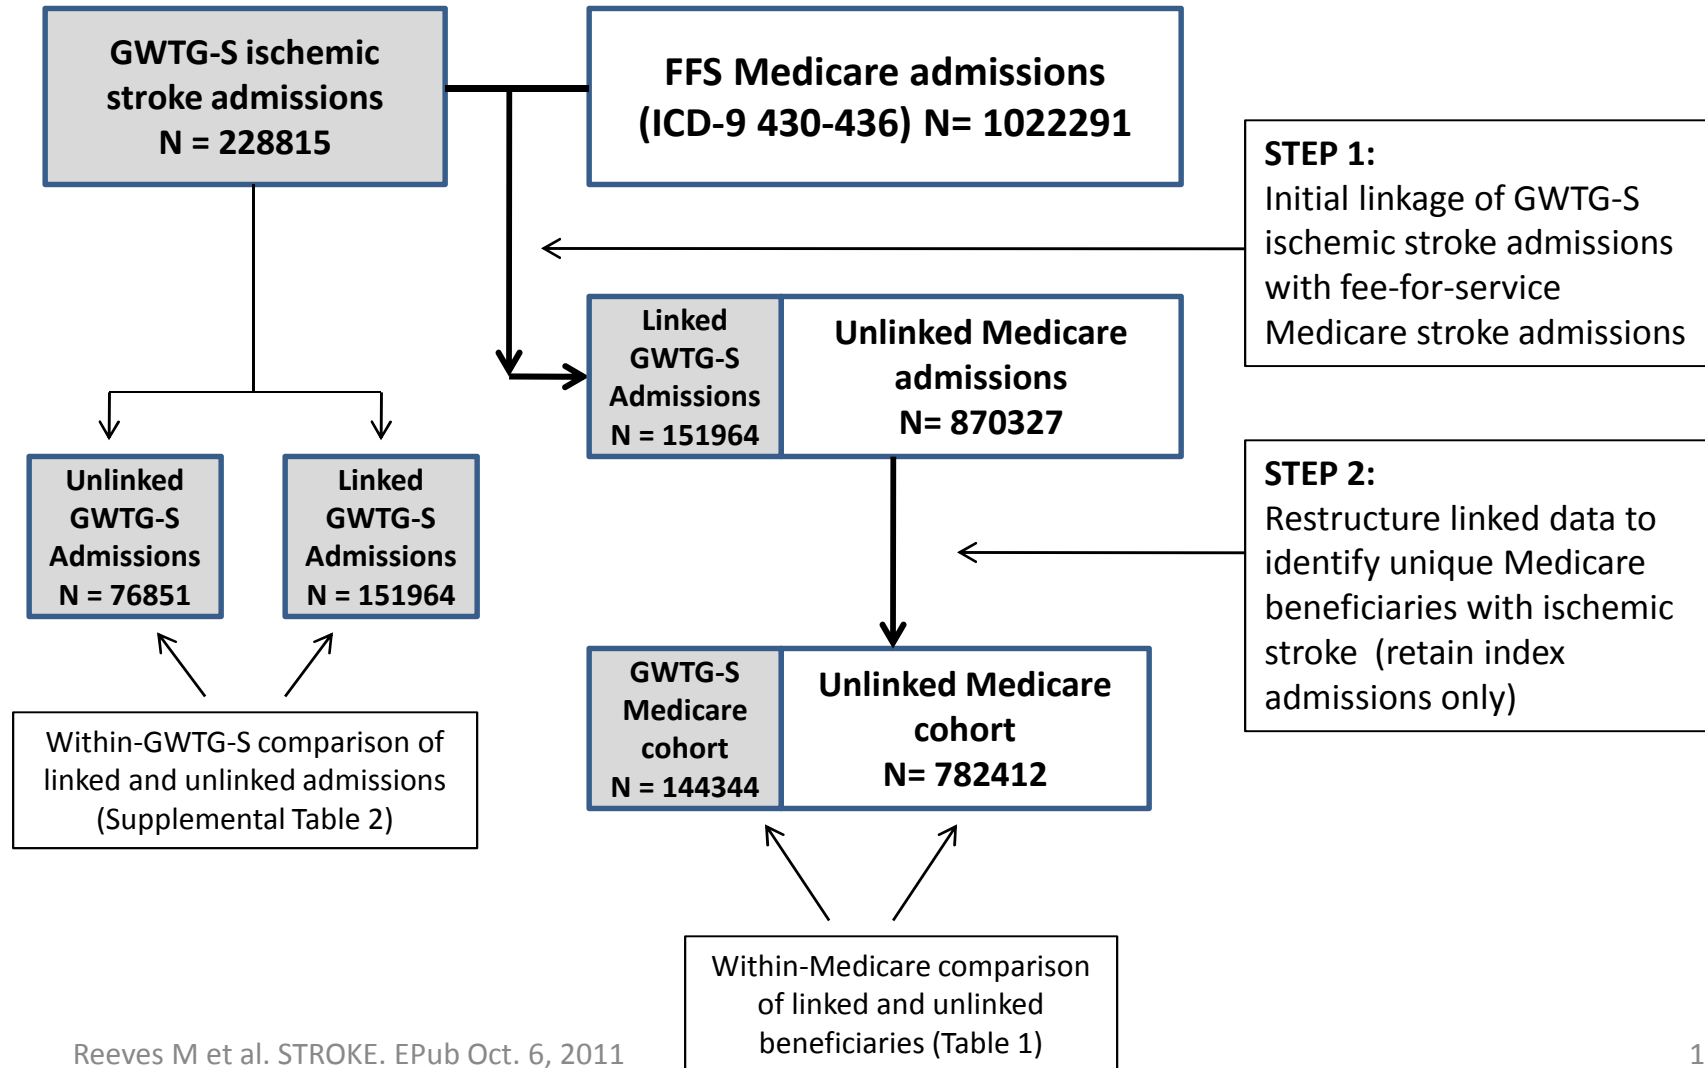 GWTG-S ischemic
stroke admissions
N = 228815
FFS Medicare admissions
(ICD-9 430-436) N= 1022291
STEP 1:
Initial linkage of GWTG-S
ischemic stroke admissions
with fee-for-service
Medicare stroke admissions
Linked
GWTG-S
Admissions
N = 151964
Unlinked Medicare
admissions
N= 870327
Unlinked
GWTG-S
Admissions
N = 76851
Linked
GWTG-S
Admissions
N = 151964
STEP 2:
Restructure linked data to
identify unique Medicare
beneficiaries with ischemic
stroke (retain index
admissions only)
GWTG-S
Medicare
cohort
N = 144344
Unlinked Medicare
cohort
N= 782412
Within-GWTG-S comparison of
linked and unlinked admissions
(Supplemental Table 2)
Within-Medicare comparison
of linked and unlinked
beneficiaries (Table 1)
Reeves M et al. STROKE. EPub Oct. 6, 2011
1